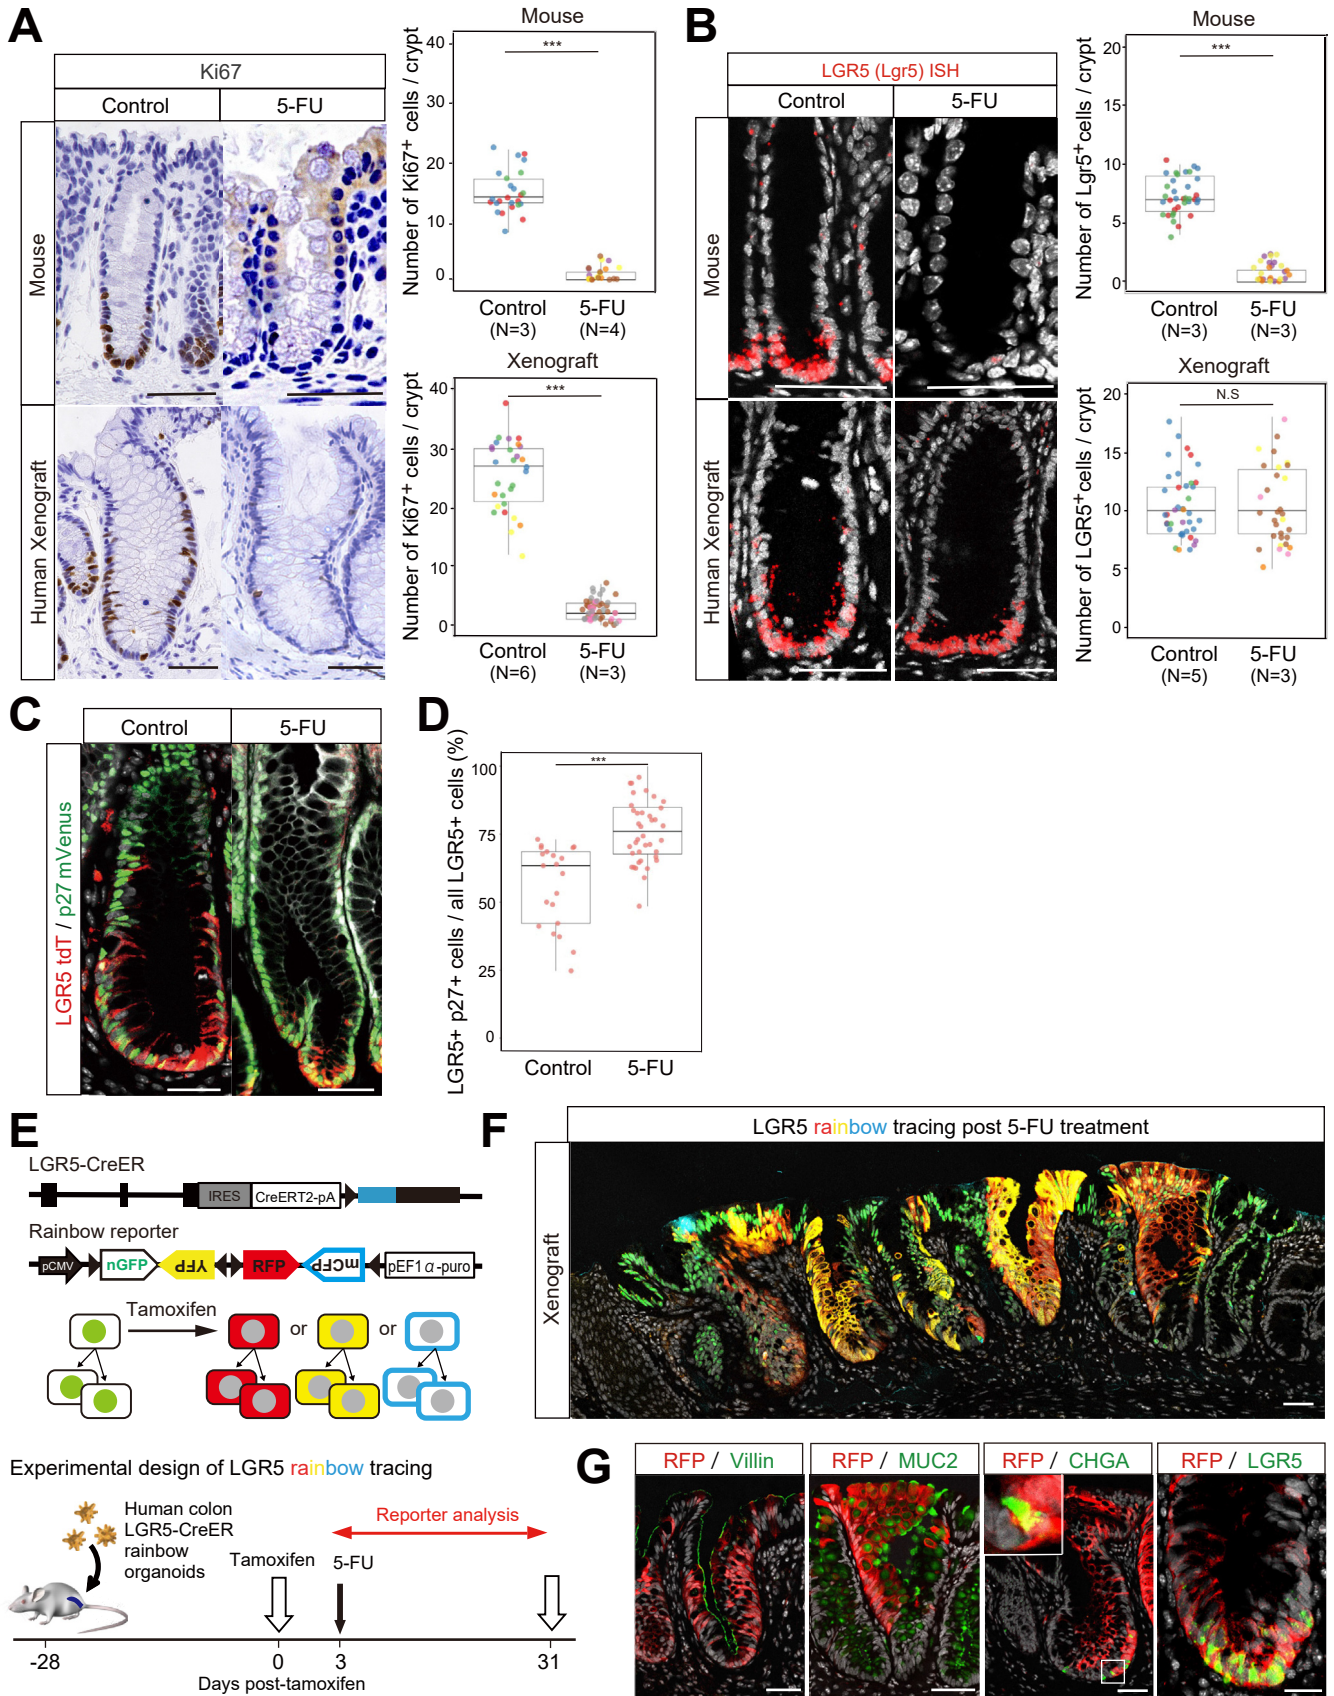 A
Ki67
Control
5-FU
Mouse
Human Xenograft
Mouse
Number of Ki67+ cells / crypt
40
30
20
10
0
***
Control
(N=3)
5-FU
(N=4)
Xenograft
Number of Ki67+ cells / crypt
40
30
20
10
0
***
Control
(N=6)
5-FU
(N=3)
B
LGR5 (Lgr5) ISH
Control
5-FU
Mouse
Human Xenograft
Mouse
Number of Lgr5+cells / crypt
20
15
10
5
0
***
Control
(N=3)
5-FU
(N=3)
Xenograft
Number of LGR5+cells / crypt
20
15
10
5
0
N.S
Control
(N=5)
5-FU
(N=3)
C
Control
5-FU
LGR5 tdT / p27 mVenus
D
LGR5+ p27+ cells / all LGR5+ cells (%)
100
75
50
25
0
***
Control
5-FU
E
LGR5-CreER
IRES
CreERT2-pA
Rainbow reporter
pCMV
nGFP
YFP
RFP
mCFP
pEF1α-puro
Tamoxifen
or
or
Experimental design of LGR5 rainbow tracing
Human colon
LGR5-CreER
rainbow
organoids
Reporter analysis
Tamoxifen
5-FU
-28
0
3
31
Days post-tamoxifen
F
LGR5 rainbow tracing post 5-FU treatment
Xenograft
G
RFP / Villin
RFP / MUC2
RFP / CHGA
RFP / LGR5